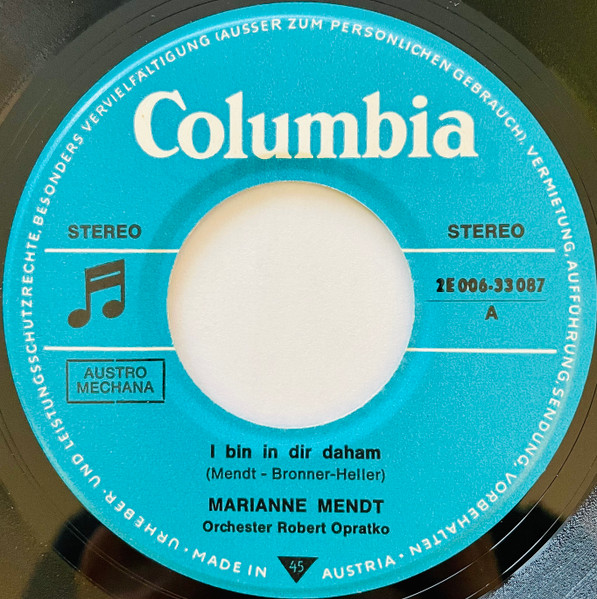 URHEBER- UND LEISTUNGSSCHUTZRECHTE, BESONDERS VERVIELFÄLTIGUNG (AUSSER ZUM PERSÖNLICHEN GEBRAUCH), VERMIETUNG, AUFFÜHRUNG, SENDUNG, VORBEHALTEN ·
Columbia
STEREO
STEREO
2E 006-33 087
A
AUSTRO
MECHANA
I bin in dir daham
(Mendt - Bronner-Heller)
MARIANNE MENDT
Orchester Robert Opratko
· MADE IN 45 AUSTRIA ·